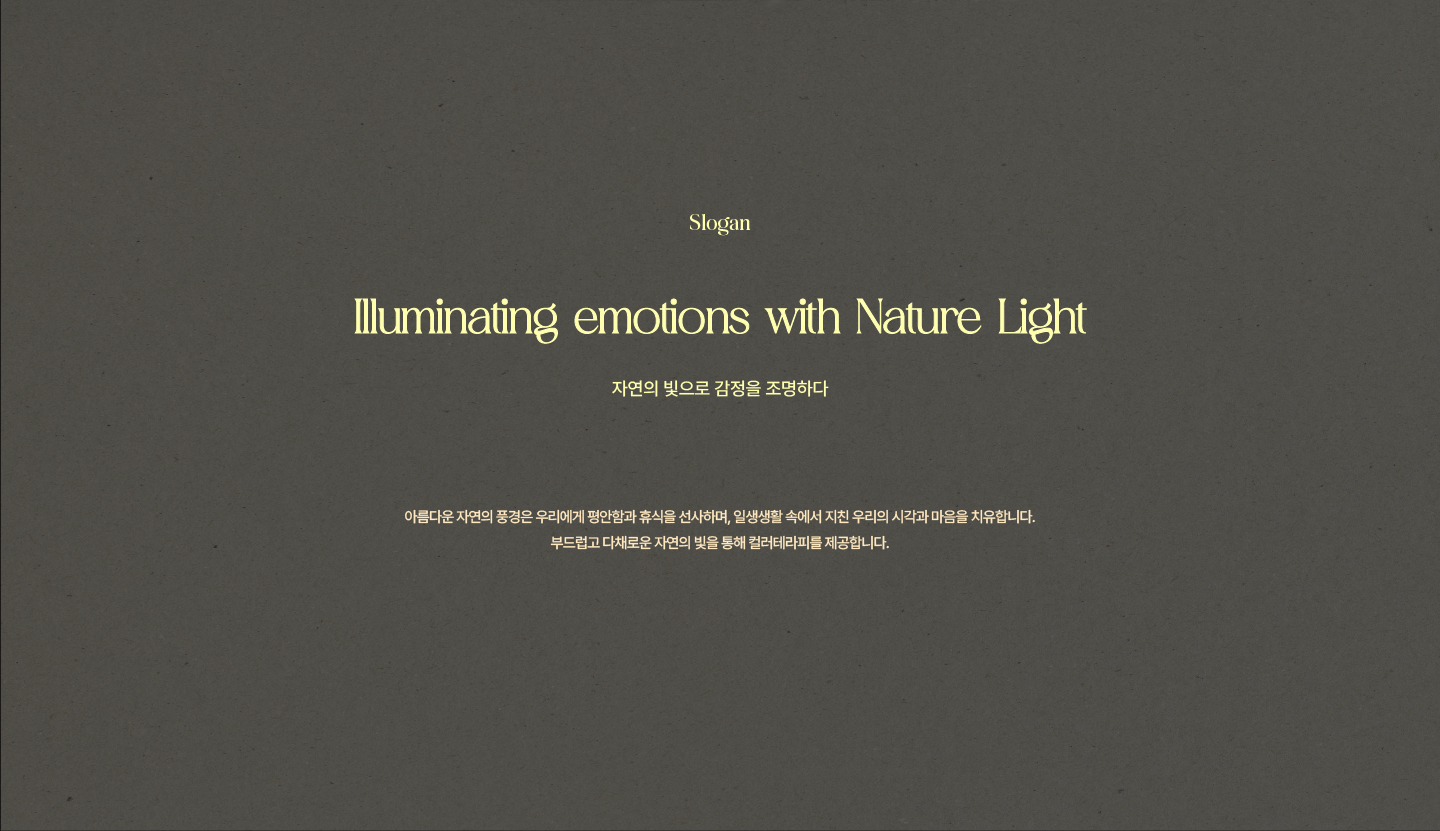 Slogan
Illuminating emotions with Nature Light
자연의 빛으로 감정을 조명하다
아름다운 자연의 풍경은 우리에게 평안함과 휴식을 선사하며, 일생생활 속에서 지친 우리의 시각과 마음을 치유합니다.
부드럽고 다채로운 자연의 빛을 통해 컬러테라피를 제공합니다.